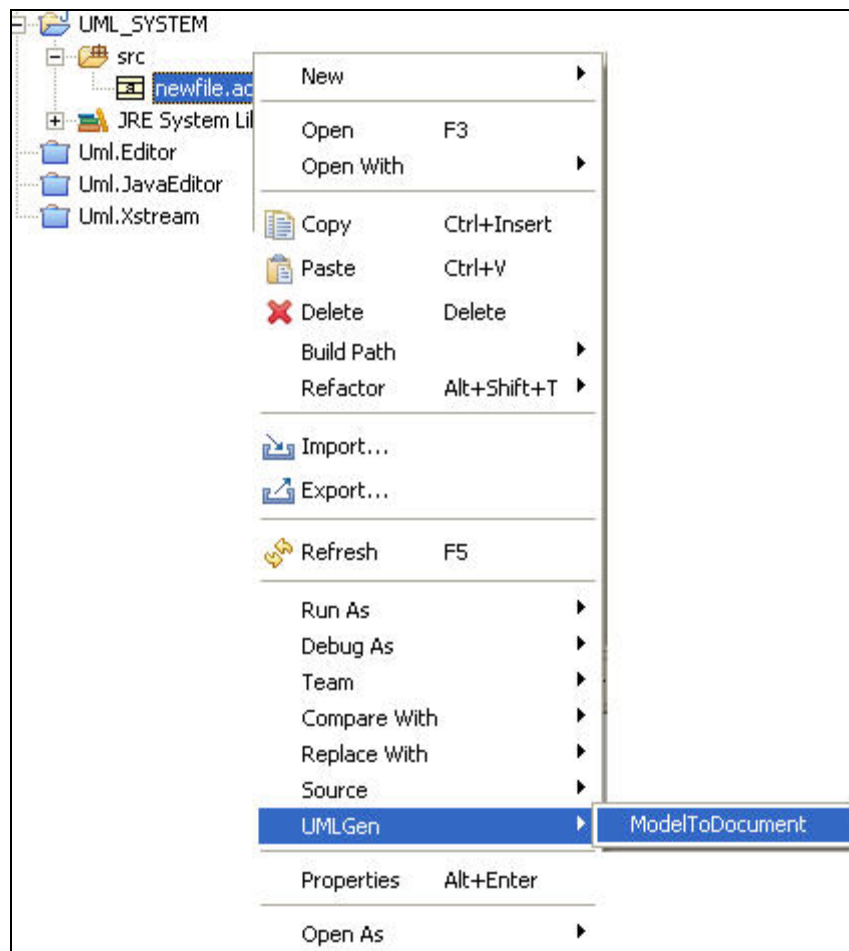 UML_SYSTEM
src
newfile.ac
JRE System Lil
Uml.Editor
Uml.JavaEditor
Uml.Xstream
New
Open F3
Open With
Copy Ctrl+Insert
Paste Ctrl+V
Delete Delete
Build Path
Refactor Alt+Shift+T
Import...
Export...
Refresh F5
Run As
Debug As
Team
Compare With
Replace With
Source
UMLGen
ModelToDocument
Properties Alt+Enter
Open As